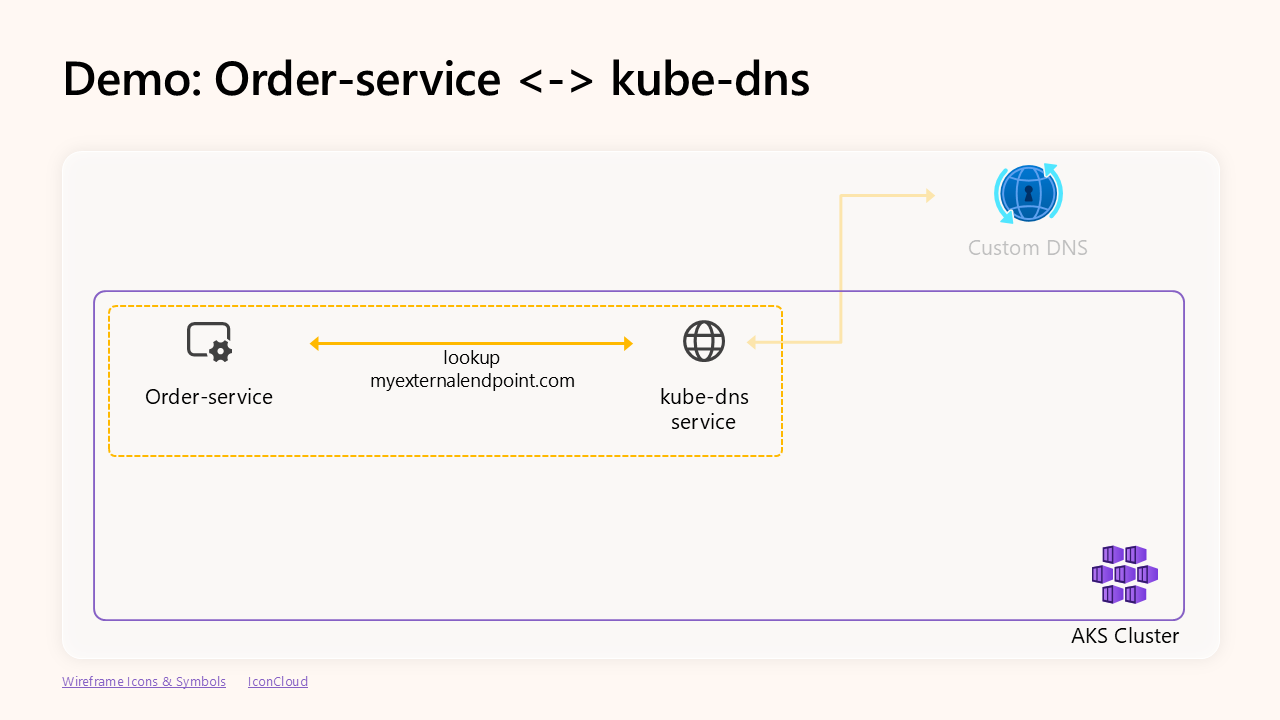 Demo: Order-service <-> kube-dns
Custom DNS
lookup
myexternalendpoint.com
Order-service
kube-dns
service
AKS Cluster
Wireframe Icons & Symbols
IconCloud